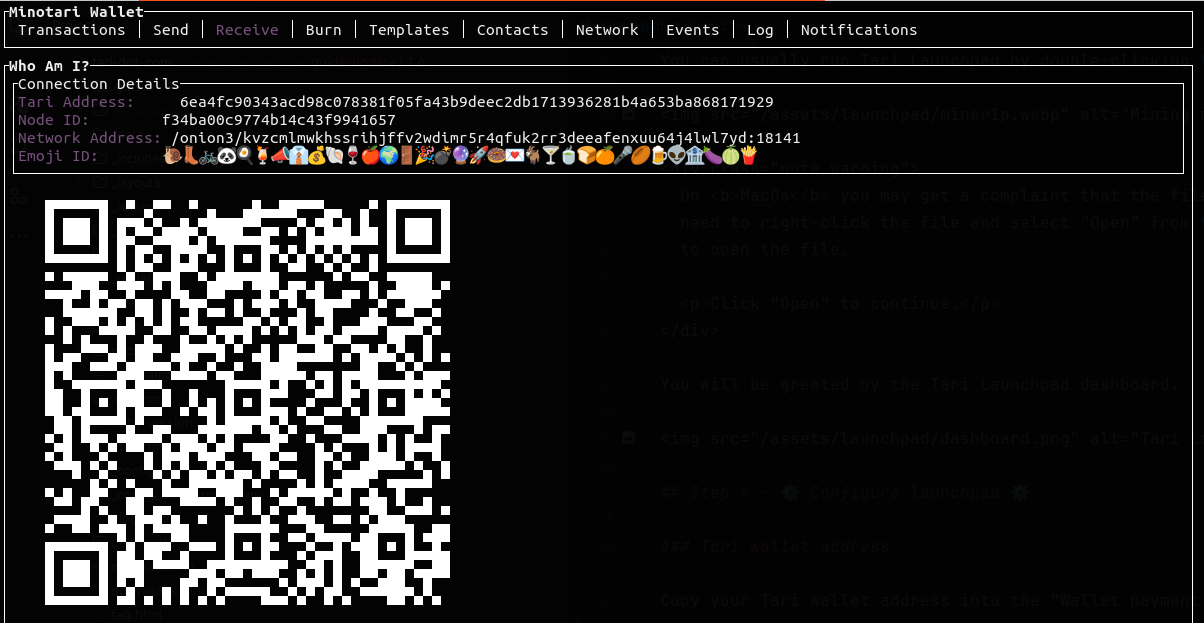 Minotari Wallet
Transactions | Send | Receive | Burn | Templates | Contacts | Network | Events | Log | Notifications
Who Am I?
Connection Details
Tari Address: 6ea4fc90343acd98c078381f05fa43b9deec2db1713936281b4a653ba868171929
Node ID: f34ba00c9774b14c43f9941657
Network Address: /onion3/kvzcmlmwkhssrihjffv2wdimr5r4qfuk2rr3deeafenxuu64j4lwl7yd:18141
Emoji ID: 🐌👢🚲🐼🍳🍹📣👔💰🐚🍷🍎🌍🚪🎉💣🔮🚀🍩💌🐐🍸🍵🍞🍊🎤🏉🍺👽🏦🍆🍈🍟
<img src="/assets/launchpad/miner1p.webp" alt="Minin
On <b>MacOs</b> you may get a complaint that the fil
need to right-click the file and select "Open" from
to open the file.
<p>Click "Open" to continue.</p>
</div>
You will be greeted by the Tari Launchpad dashboard.
<img src="/assets/launchpad/dashboard.png" alt="Tari
## Step 4 - ⚙️ Configure launchpad ⚙️
### Tari wallet address
Copy your Tari wallet address into the "Wallet payment
_layouts